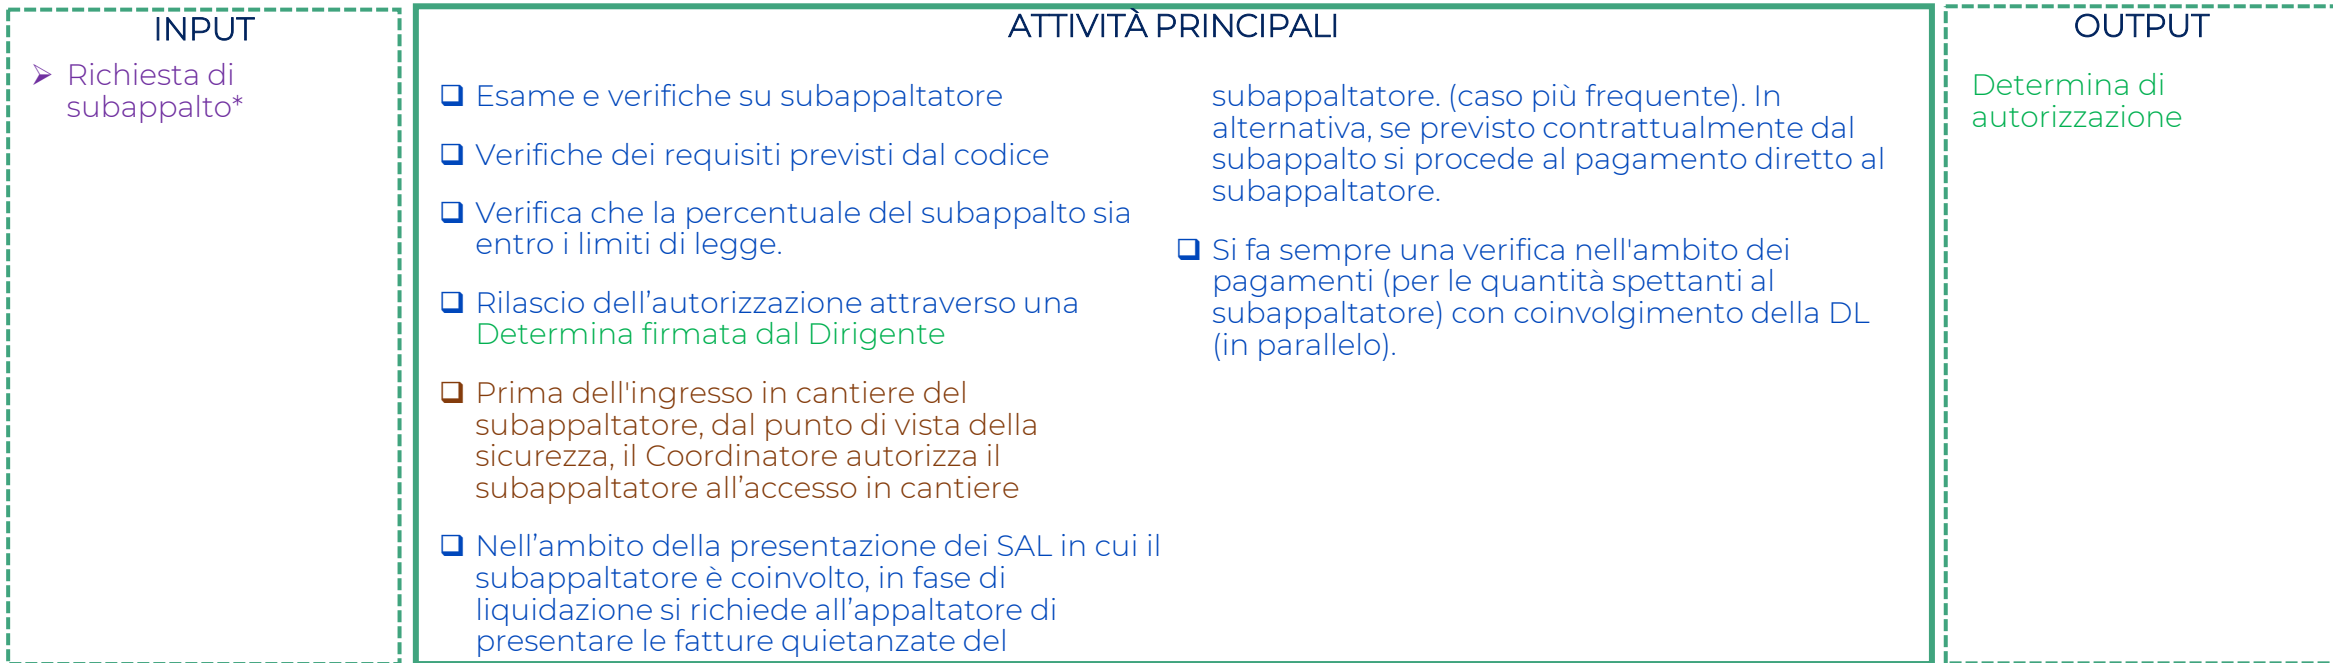 INPUT
Richiesta di
subappalto*
ATTIVITÀ PRINCIPALI
Esame e verifiche su subappaltatore
Verifiche dei requisiti previsti dal codice
Verifica che la percentuale del subappalto sia
entro i limiti di legge.
Rilascio dell’autorizzazione attraverso una
Determina firmata dal Dirigente
Prima dell'ingresso in cantiere del
subappaltatore, dal punto di vista della
sicurezza, il Coordinatore autorizza il
subappaltatore all’accesso in cantiere
Nell’ambito della presentazione dei SAL in cui il
subappaltatore è coinvolto, in fase di
liquidazione si richiede all’appaltatore di
presentare le fatture quietanzate del
subappaltatore. (caso più frequente). In
alternativa, se previsto contrattualmente dal
subappalto si procede al pagamento diretto al
subappaltatore.
Si fa sempre una verifica nell'ambito dei
pagamenti (per le quantità spettanti al
subappaltatore) con coinvolgimento della DL
(in parallelo).
OUTPUT
Determina di
autorizzazione